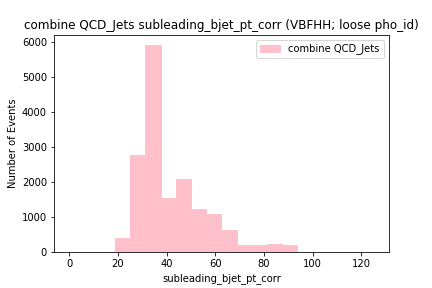 combine QCD_Jets subleading_bjet_pt_corr (VBFHH; loose pho_id)
combine QCD_Jets
Number of Events
6000
5000
4000
3000
2000
1000
0
0 20 40 60 80 100 120
subleading_bjet_pt_corr